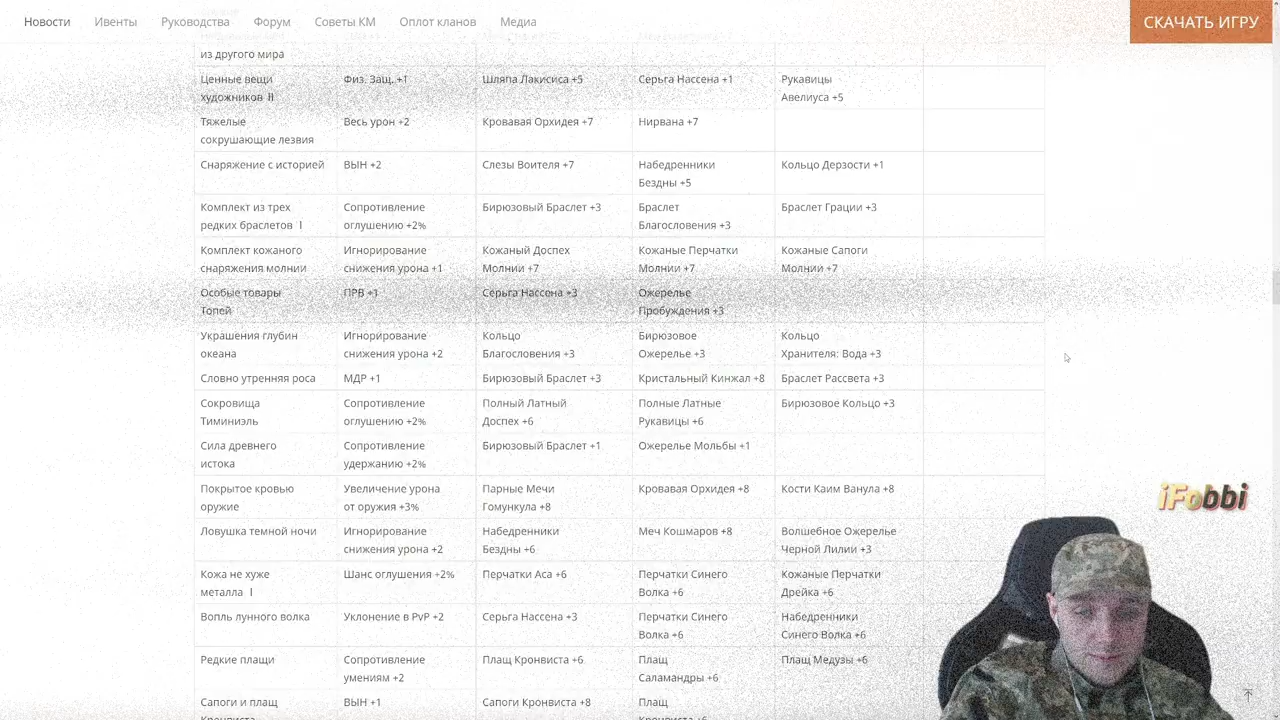 Новости Ивенты Руководства Форум Советы КМ Оплот кланов Медиа СКАЧАТЬ ИГРУ
из другого мира
Ценные вещи Физ. Защ. +1 Шляпа Лакисиса +5 Серьга Нассена +1 Рукавицы
художников II Авелиуса +5
Тяжелые Весь урон +2 Кровавая Орхидея +7 Нирвана +7
сокрушающие лезвия
Снаряжение с историей ВЫН +2 Слезы Воителя +7 Набедренники Кольцо Дерзости +1
Бездны +5
Комплект из трех Сопротивление Бирюзовый Браслет +3 Браслет Браслет Грации +3
редких браслетов I оглушению +2% Благословения +3
Комплект кожаного Игнорирование Кожаный Доспех Кожаные Перчатки Кожаные Сапоги
снаряжения молнии снижения урона +1 Молнии +7 Молнии +7 Молнии +7
Особые товары ПРВ +1 Серьга Нассена +3 Ожерелье
Топей Пробуждения +3
Украшения глубин Игнорирование Кольцо Бирюзовое Кольцо
океана снижения урона +2 Благословения +3 Ожерелье +3 Хранителя: Вода +3
Словно утренняя роса МДР +1 Бирюзовый Браслет +3 Кристальный Кинжал +8 Браслет Рассвета +3
Сокровища Сопротивление Полный Латный Полные Латные Бирюзовое Кольцо +3
Тиминиэль оглушению +2% Доспех +6 Рукавицы +6
Сила древнего Сопротивление Бирюзовый Браслет +1 Ожерелье Мольбы +1
истока удержанию +2%
Покрытое кровью Увеличение урона Парные Мечи Кровавая Орхидея +8 Кости Каим Ванула +8
оружие от оружия +3% Гомункула +8
iFobbi
Ловушка темной ночи Игнорирование Набедренники Меч Кошмаров +8 Волшебное Ожерелье
снижения урона +2 Бездны +6 Черной Лилии +3
Кожа не хуже Шанс оглушения +2% Перчатки Аса +6 Перчатки Синего Кожаные Перчатки
металла I Волка +6 Дрейка +6
Вопль лунного волка Уклонение в PvP +2 Серьга Нассена +3 Перчатки Синего Набедренники
Волка +6 Синего Волка +6
Редкие плащи Сопротивление Плащ Кронвиста +6 Плащ Плащ Медузы +6
умениям +2 Саламандры +6
Сапоги и плащ ВЫН +1 Сапоги Кронвиста +8 Плащ
Кронвиста Кронвиста +6